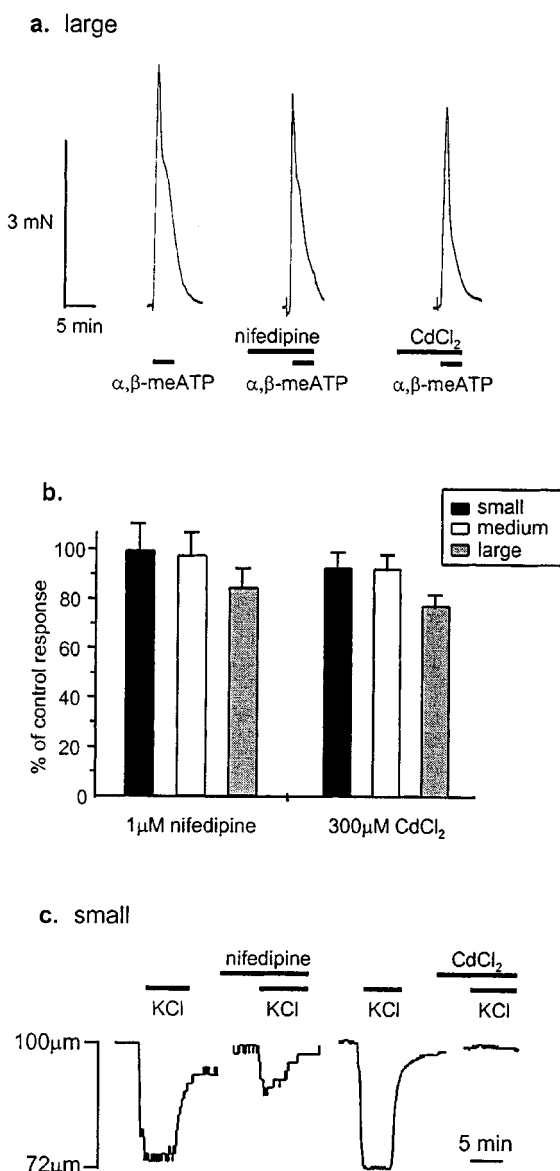 a. large
3 mN
5 min
nifedipine
CdCl₂
α,β-meATP
α,β-meATP
α,β-meATP
b.
small
medium
large
% of control response
100
80
60
40
20
0
1μM nifedipine
300μM CdCl₂
c. small
nifedipine
CdCl₂
KCl
KCl
KCl
KCl
100μm
72μm
5 min